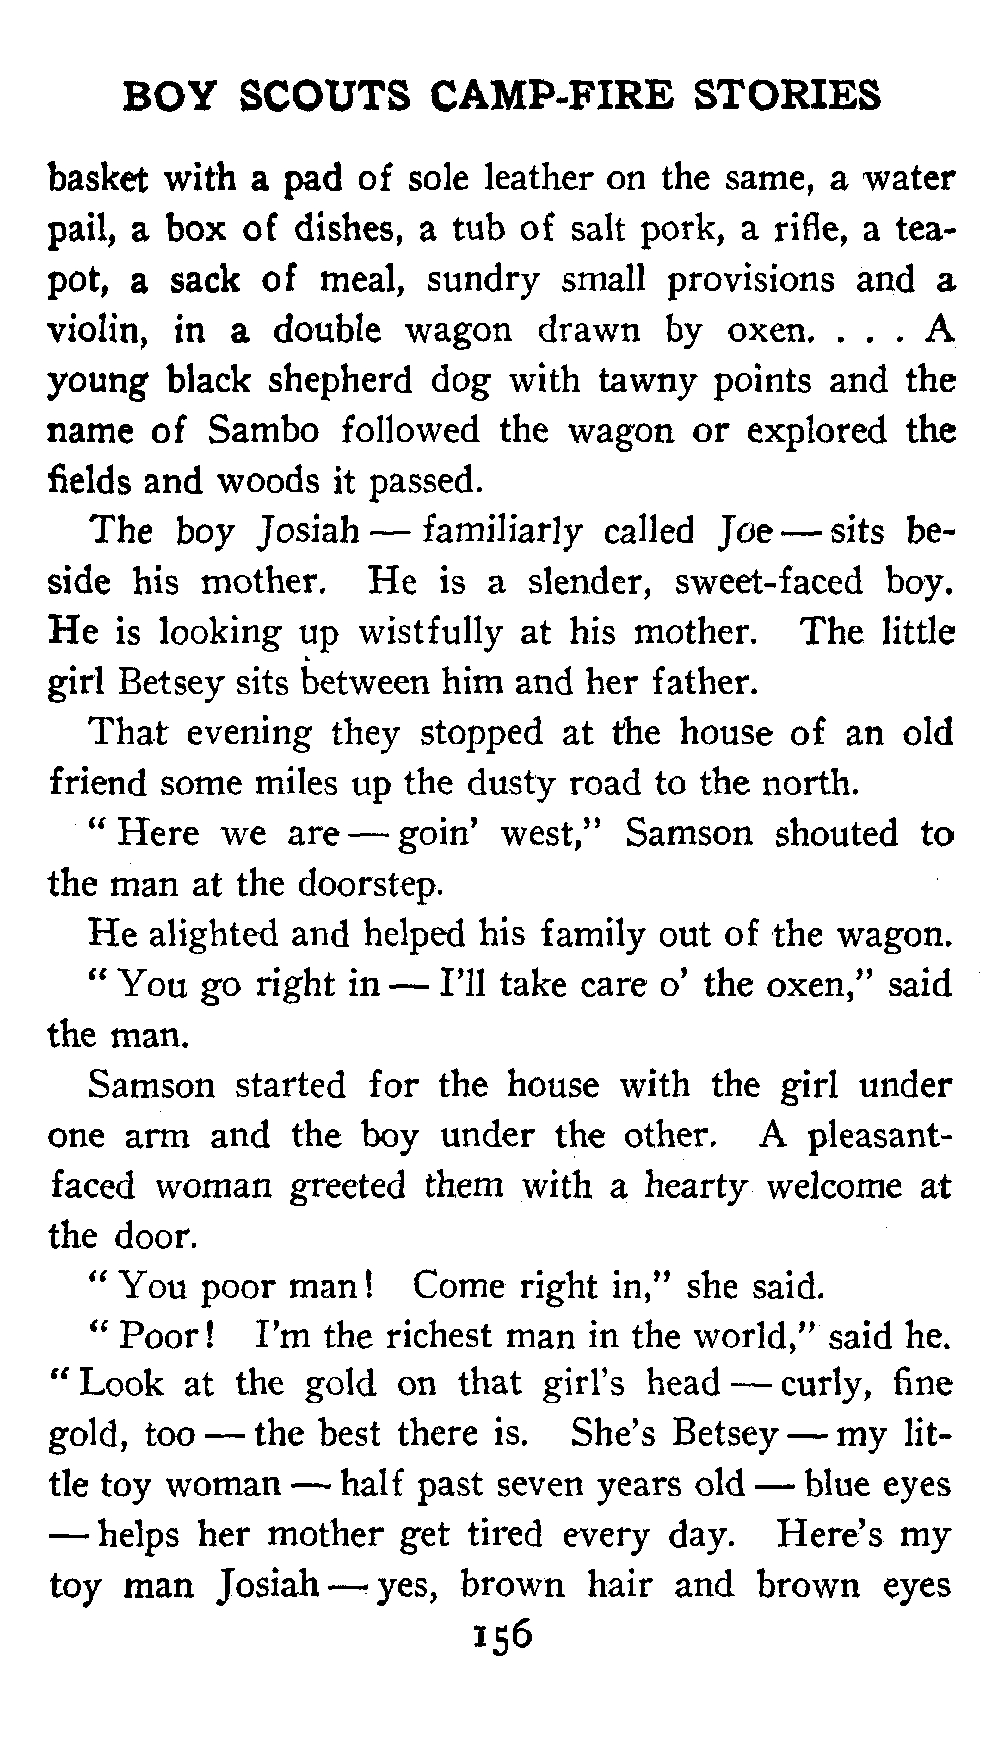 BOY SCOUTS CAMP-FIRE STORIES
basket with a pad of sole leather on the same, a water
pail, a box of dishes, a tub of salt pork, a rifle, a tea-
pot, a sack of meal, sundry small provisions and a
violin, in a double wagon drawn by oxen. . . . A
young black shepherd dog with tawny points and the
name of Sambo followed the wagon or explored the
fields and woods it passed.
The boy Josiah — familiarly called Joe — sits be-
side his mother. He is a slender, sweet-faced boy.
He is looking up wistfully at his mother. The little
girl Betsey sits between him and her father.
That evening they stopped at the house of an old
friend some miles up the dusty road to the north.
" Here we are — goin' west," Samson shouted to
the man at the doorstep.
He alighted and helped his family out of the wagon.
" You go right in — I'll take care o' the oxen," said
the man.
Samson started for the house with the girl under
one arm and the boy under the other. A pleasant-
faced woman greeted them with a hearty welcome at
the door.
" You poor man! Come right in," she said.
" Poor! I'm the richest man in the world," said he.
" Look at the gold on that girl's head — curly, fine
gold, too — the best there is. She's Betsey — my lit-
tle toy woman — half past seven years old — blue eyes
— helps her mother get tired every day. Here's my
toy man Josiah — yes, brown hair and brown eyes
156